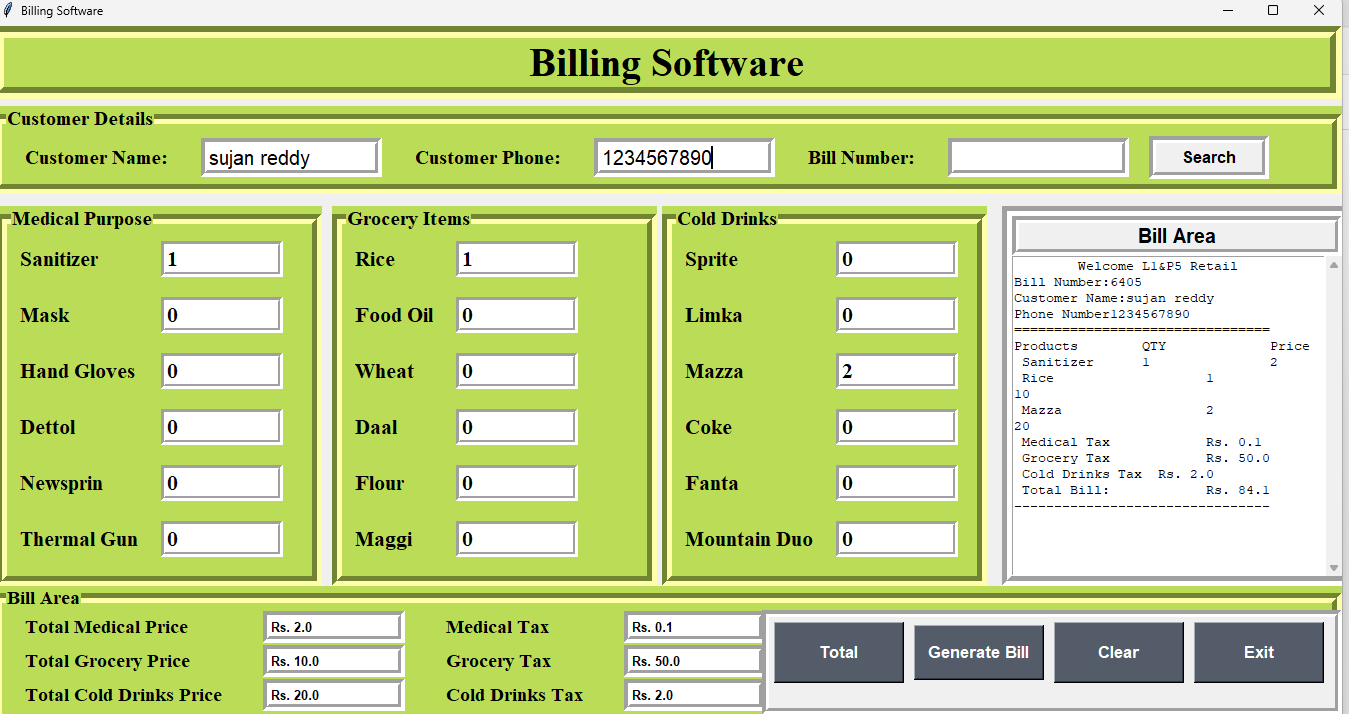 Billing Software
Billing Software
Customer Details
Customer Name: sujan reddy Customer Phone: 1234567890 Bill Number: Search
Medical Purpose
Sanitizer 1
Mask 0
Hand Gloves 0
Dettol 0
Newsprin 0
Thermal Gun 0
Grocery Items
Rice 1
Food Oil 0
Wheat 0
Daal 0
Flour 0
Maggi 0
Cold Drinks
Sprite 0
Limka 0
Mazza 2
Coke 0
Fanta 0
Mountain Duo 0
Bill Area
Welcome L1&P5 Retail
Bill Number:6405
Customer Name:sujan reddy
Phone Number1234567890
================================
Products QTY Price
Sanitizer 1 2
Rice 1
10
Mazza 2
20
Medical Tax Rs. 0.1
Grocery Tax Rs. 50.0
Cold Drinks Tax Rs. 2.0
Total Bill: Rs. 84.1
--------------------------------
Bill Area
Total Medical Price Rs. 2.0 Medical Tax Rs. 0.1
Total Grocery Price Rs. 10.0 Grocery Tax Rs. 50.0
Total Cold Drinks Price Rs. 20.0 Cold Drinks Tax Rs. 2.0
Total Generate Bill Clear Exit